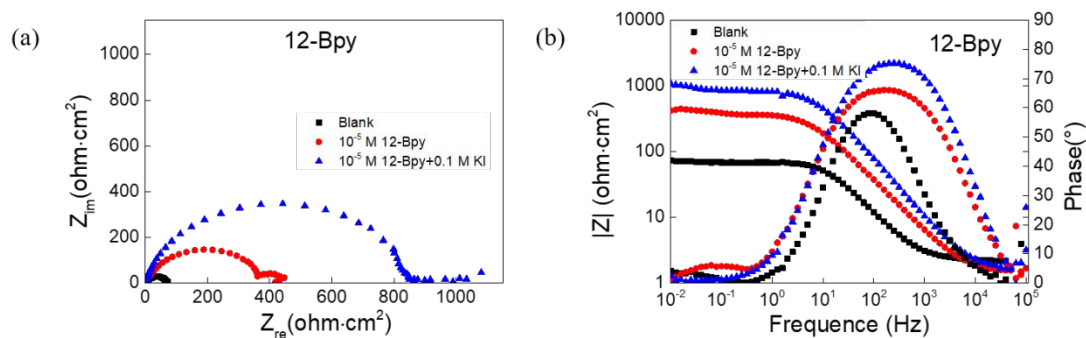 (a)
12-Bpy
Z_im(ohm·cm²)
1000
800
600
400
200
0
Blank
10⁻⁵ M 12-Bpy
10⁻⁵ M 12-Bpy+0.1 M KI
0 200 400 600 800 1000
Z_re(ohm·cm²)
(b)
12-Bpy
|Z| (ohm·cm²)
10000
1000
100
10
1
Blank
10⁻⁵ M 12-Bpy
10⁻⁵ M 12-Bpy+0.1 M KI
90
80
70
60
50
40
30
20
10
0
Phase(°)
10⁻² 10⁻¹ 10⁰ 10¹ 10² 10³ 10⁴ 10⁵
Frequence (Hz)